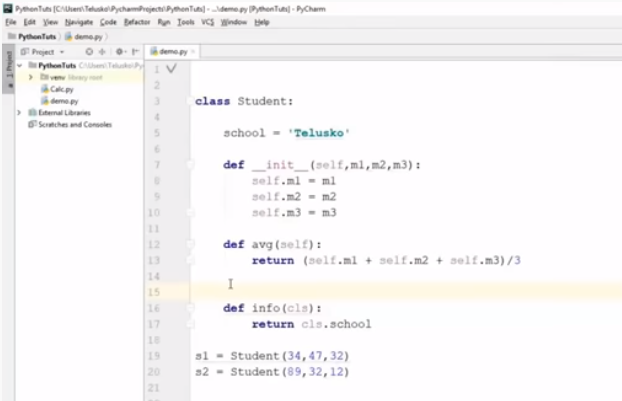 PythonTuts [C:\Users\Telusko\PycharmProjects\PythonTuts] - ...\demo.py [PythonTuts] - PyCharm
File Edit View Navigate Code Refactor Run Tools VCS Window Help
PythonTuts demo.py
Project demo.py
1: Project
PythonTuts C:\Users\Telusko\Py
venv library root
Calc.py
demo.py
External Libraries
Scratches and Consoles
1
2
3 class Student:
4
5 school = 'Telusko'
6
7 def __init__(self,m1,m2,m3):
8 self.m1 = m1
9 self.m2 = m2
10 self.m3 = m3
11
12 def avg(self):
13 return (self.m1 + self.m2 + self.m3)/3
14
15
16 def info(cls):
17 return cls.school
18
19 s1 = Student(34,47,32)
20 s2 = Student(89,32,12)
21